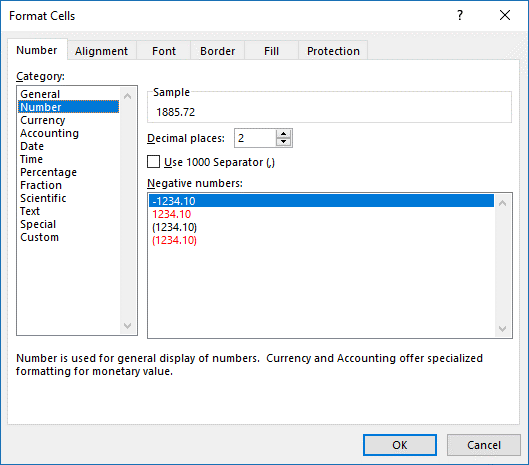 Format Cells
?
Number Alignment Font Border Fill Protection
Category:
General
Number
Currency
Accounting
Date
Time
Percentage
Fraction
Scientific
Text
Special
Custom
Sample
1885.72
Decimal places: 2
Use 1000 Separator (,)
Negative numbers:
-1234.10
1234.10
(1234.10)
(1234.10)
Number is used for general display of numbers. Currency and Accounting offer specialized
formatting for monetary value.
OK Cancel